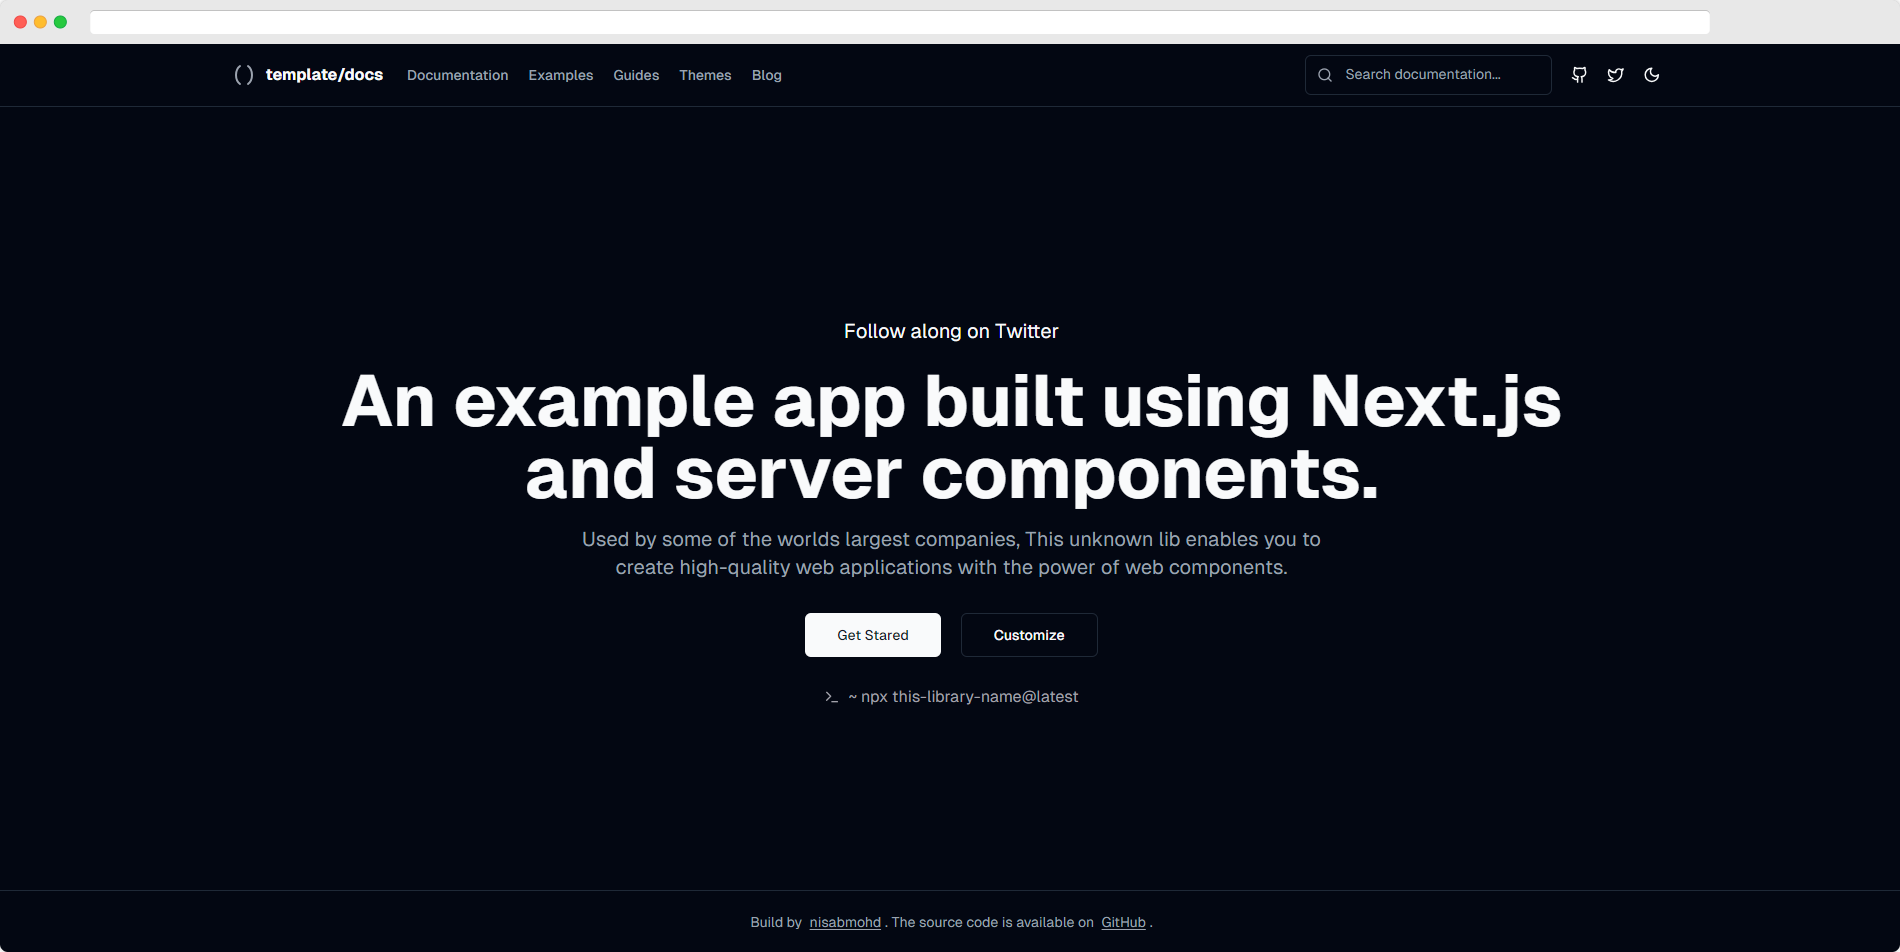 () template/docs Documentation Examples Guides Themes Blog Search documentation...
Follow along on Twitter
An example app built using Next.js
and server components.
Used by some of the worlds largest companies, This unknown lib enables you to
create high-quality web applications with the power of web components.
Get Stared Customize
>_ ~ npx this-library-name@latest
Build by nisabmohd . The source code is available on GitHub .